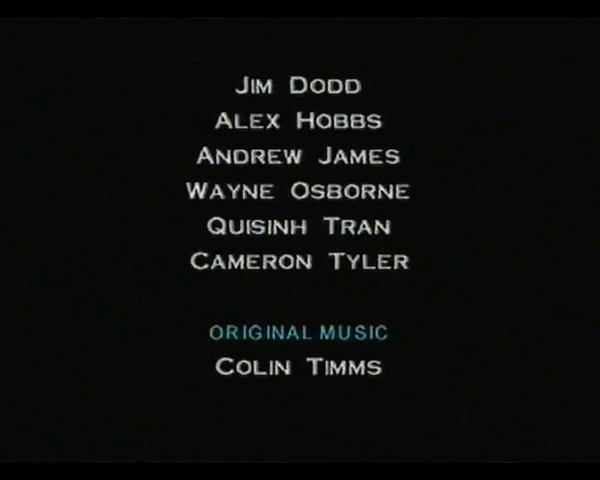 JIM DODD
ALEX HOBBS
ANDREW JAMES
WAYNE OSBORNE
QUISINH TRAN
CAMERON TYLER
ORIGINAL MUSIC
COLIN TIMMS